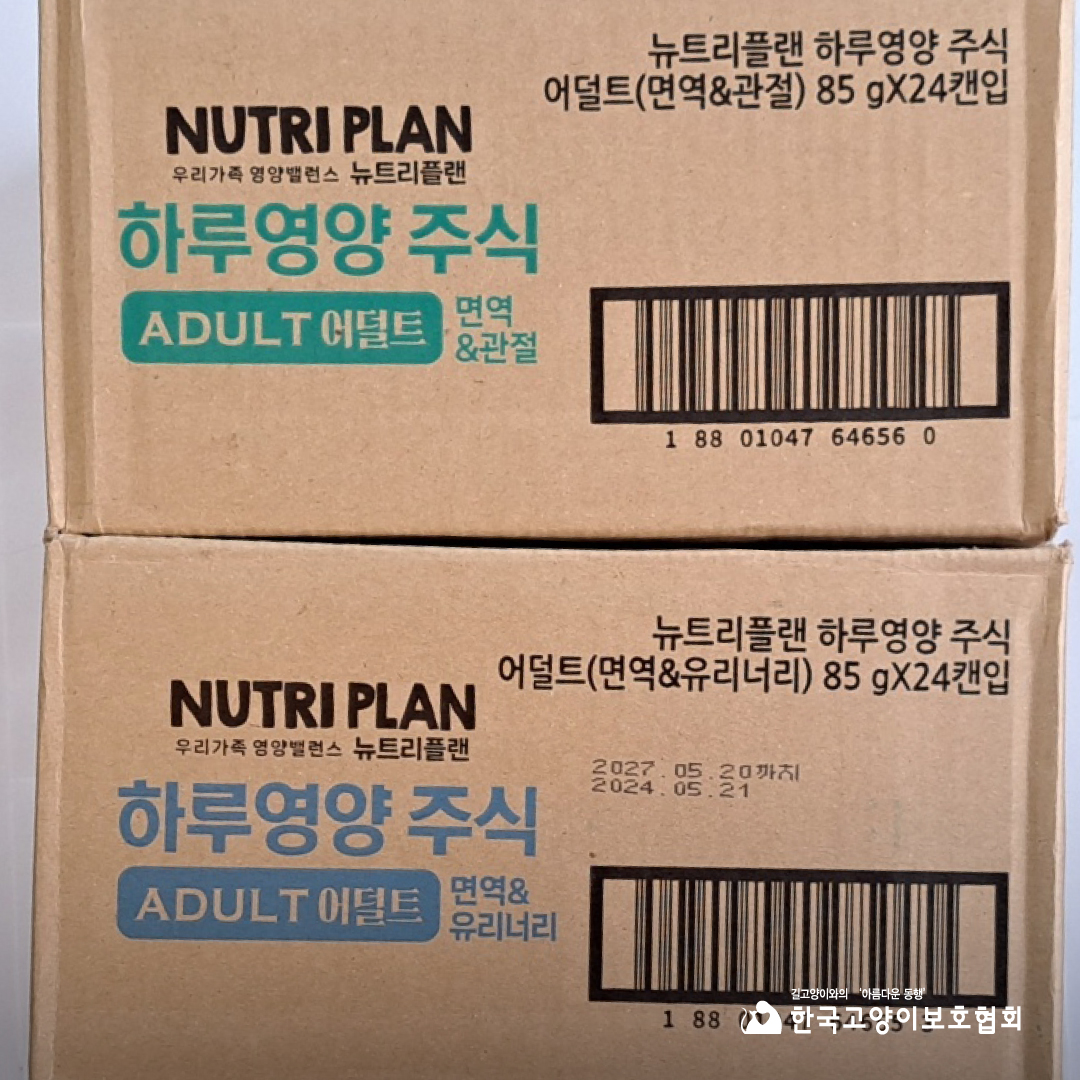 뉴트리플랜 하루영양 주식
어덜트(면역&관절) 85 gX24캔입
NUTRI PLAN
우리가족 영양밸런스 뉴트리플랜
하루영양 주식
ADULT 어덜트 면역
&관절
1 88 01047 64656 0
뉴트리플랜 하루영양 주식
어덜트(면역&유리너리) 85 gX24캔입
NUTRI PLAN
우리가족 영양밸런스 뉴트리플랜
2027.05.20까지
2024.05.21
하루영양 주식
ADULT 어덜트 면역&
유리너리
1 88
길고양이와의 '아름다운 동행'
한국고양이보호협회